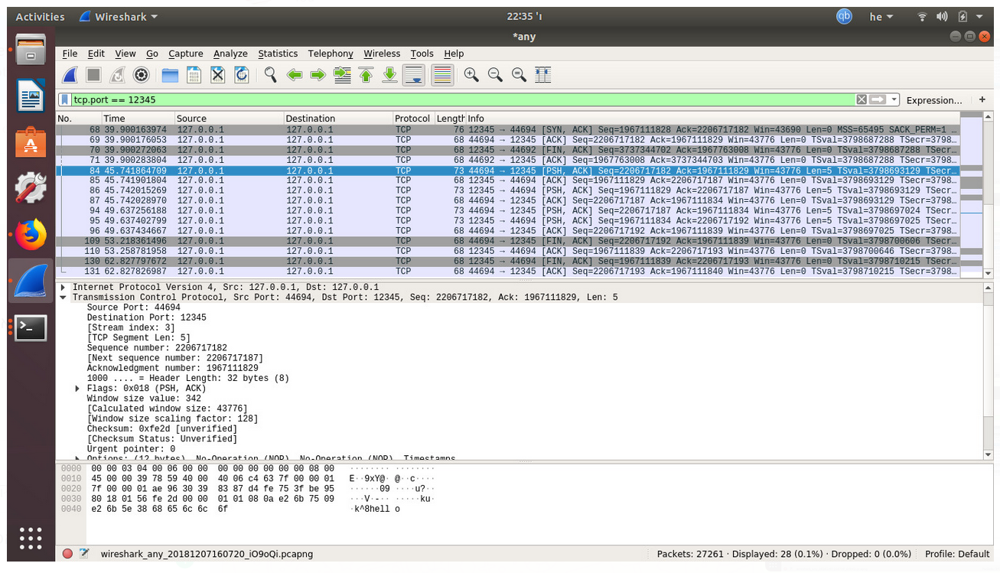 Activities Wireshark 22:35 'ו qb he
*any
File Edit View Go Capture Analyze Statistics Telephony Wireless Tools Help
tcp.port == 12345 Expression… +
No. Time Source Destination Protocol Length Info
68 39.900163974 127.0.0.1 127.0.0.1 TCP 76 12345 → 44694 [SYN, ACK] Seq=1967111828 Ack=2206717182 Win=43690 Len=0 MSS=65495 SACK_PERM=1 …
69 39.900176053 127.0.0.1 127.0.0.1 TCP 68 44694 → 12345 [ACK] Seq=2206717182 Ack=1967111829 Win=43776 Len=0 TSval=3798687288 TSecr=3798…
70 39.900272063 127.0.0.1 127.0.0.1 TCP 68 12345 → 44692 [FIN, ACK] Seq=3737344702 Ack=1967763008 Win=43776 Len=0 TSval=3798687288 TSecr…
71 39.900283804 127.0.0.1 127.0.0.1 TCP 68 44692 → 12345 [ACK] Seq=1967763008 Ack=3737344703 Win=43776 Len=0 TSval=3798687288 TSecr=3798…
84 45.741864709 127.0.0.1 127.0.0.1 TCP 73 44694 → 12345 [PSH, ACK] Seq=2206717182 Ack=1967111829 Win=43776 Len=5 TSval=3798693129 TSecr…
85 45.741901804 127.0.0.1 127.0.0.1 TCP 68 12345 → 44694 [ACK] Seq=1967111829 Ack=2206717187 Win=43776 Len=0 TSval=3798693129 TSecr=3798…
86 45.742015269 127.0.0.1 127.0.0.1 TCP 73 12345 → 44694 [PSH, ACK] Seq=1967111829 Ack=2206717187 Win=43776 Len=5 TSval=3798693129 TSecr…
87 45.742028970 127.0.0.1 127.0.0.1 TCP 68 44694 → 12345 [ACK] Seq=2206717187 Ack=1967111834 Win=43776 Len=0 TSval=3798693129 TSecr=3798…
94 49.637256188 127.0.0.1 127.0.0.1 TCP 73 44694 → 12345 [PSH, ACK] Seq=2206717187 Ack=1967111834 Win=43776 Len=5 TSval=3798697024 TSecr…
95 49.637402799 127.0.0.1 127.0.0.1 TCP 73 12345 → 44694 [PSH, ACK] Seq=1967111834 Ack=2206717192 Win=43776 Len=5 TSval=3798697025 TSecr…
96 49.637434667 127.0.0.1 127.0.0.1 TCP 68 44694 → 12345 [ACK] Seq=2206717192 Ack=1967111839 Win=43776 Len=0 TSval=3798697025 TSecr=3798…
109 53.218361496 127.0.0.1 127.0.0.1 TCP 68 44694 → 12345 [FIN, ACK] Seq=2206717192 Ack=1967111839 Win=43776 Len=0 TSval=3798700606 TSecr…
110 53.258781958 127.0.0.1 127.0.0.1 TCP 68 12345 → 44694 [ACK] Seq=1967111839 Ack=2206717193 Win=43776 Len=0 TSval=3798700646 TSecr=3798…
130 62.827797672 127.0.0.1 127.0.0.1 TCP 68 12345 → 44694 [FIN, ACK] Seq=1967111839 Ack=2206717193 Win=43776 Len=0 TSval=3798710215 TSecr…
131 62.827826987 127.0.0.1 127.0.0.1 TCP 68 44694 → 12345 [ACK] Seq=2206717193 Ack=1967111840 Win=43776 Len=0 TSval=3798710215 TSecr=3798…
Internet Protocol Version 4, Src: 127.0.0.1, Dst: 127.0.0.1
Transmission Control Protocol, Src Port: 44694, Dst Port: 12345, Seq: 2206717182, Ack: 1967111829, Len: 5
Source Port: 44694
Destination Port: 12345
[Stream index: 3]
[TCP Segment Len: 5]
Sequence number: 2206717182
[Next sequence number: 2206717187]
Acknowledgment number: 1967111829
1000 .... = Header Length: 32 bytes (8)
Flags: 0x018 (PSH, ACK)
Window size value: 342
[Calculated window size: 43776]
[Window size scaling factor: 128]
Checksum: 0xfe2d [unverified]
[Checksum Status: Unverified]
Urgent pointer: 0
Options: (12 bytes), No-Operation (NOP), No-Operation (NOP), Timestamps
0000 00 00 03 04 00 06 00 00 00 00 00 00 00 00 08 00 ········ ········
0010 45 00 00 39 78 59 40 00 40 06 c4 63 7f 00 00 01 E··9xY@· @··c····
0020 7f 00 00 01 ae 96 30 39 83 87 d4 fe 75 3f be 95 ······09 ····u?··
0030 80 18 01 56 fe 2d 00 00 01 01 08 0a e2 6b 75 09 ···V·-·· ·····ku·
0040 e2 6b 5e 38 68 65 6c 6c 6f ·k^8hell o
wireshark_any_20181207160720_iO9oQi.pcapng Packets: 27261 · Displayed: 28 (0.1%) · Dropped: 0 (0.0%) Profile: Default